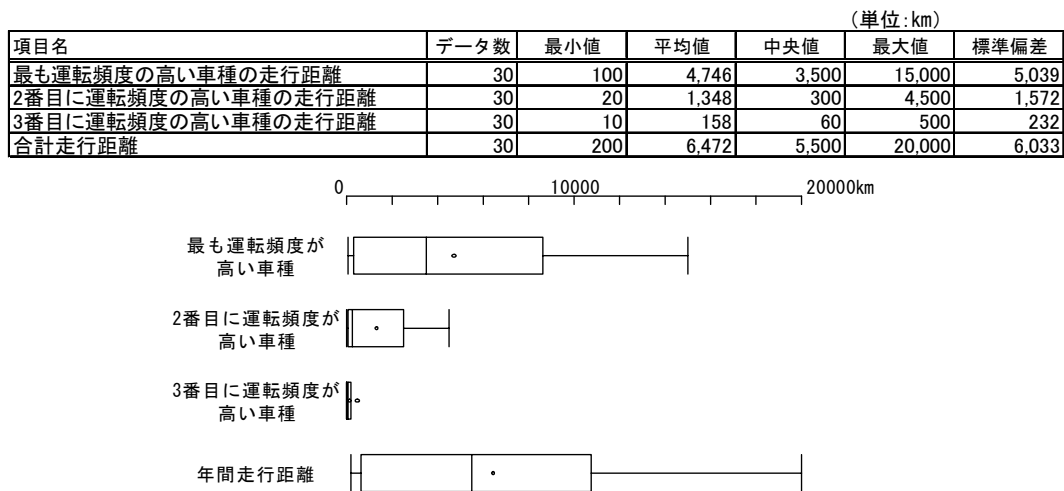 （単位:km）
項目名 データ数 最小値 平均値 中央値 最大値 標準偏差
最も運転頻度の高い車種の走行距離 30 100 4,746 3,500 15,000 5,039
2番目に運転頻度の高い車種の走行距離 30 20 1,348 300 4,500 1,572
3番目に運転頻度の高い車種の走行距離 30 10 158 60 500 232
合計走行距離 30 200 6,472 5,500 20,000 6,033
0 10000 20000km
最も運転頻度が
高い車種
2番目に運転頻度が
高い車種
3番目に運転頻度が
高い車種
年間走行距離